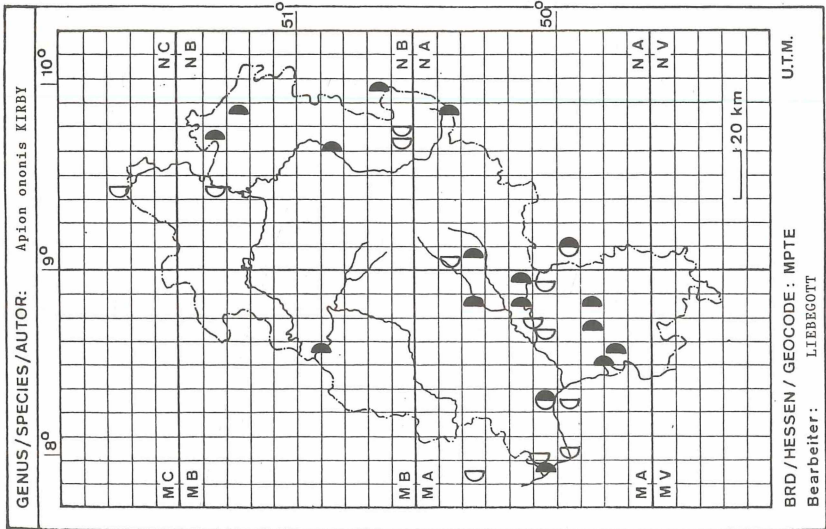 GENUS/SPECIES/AUTOR: Apion ononis KIRBY
8° 9° 10°
MC NC
MB NB
51°
MB NB
MA NA
50°
MA NA
MV NV
20 km
BRD/HESSEN/GEOCODE: MPTE U.T.M.
Bearbeiter: LIEBEGOTT